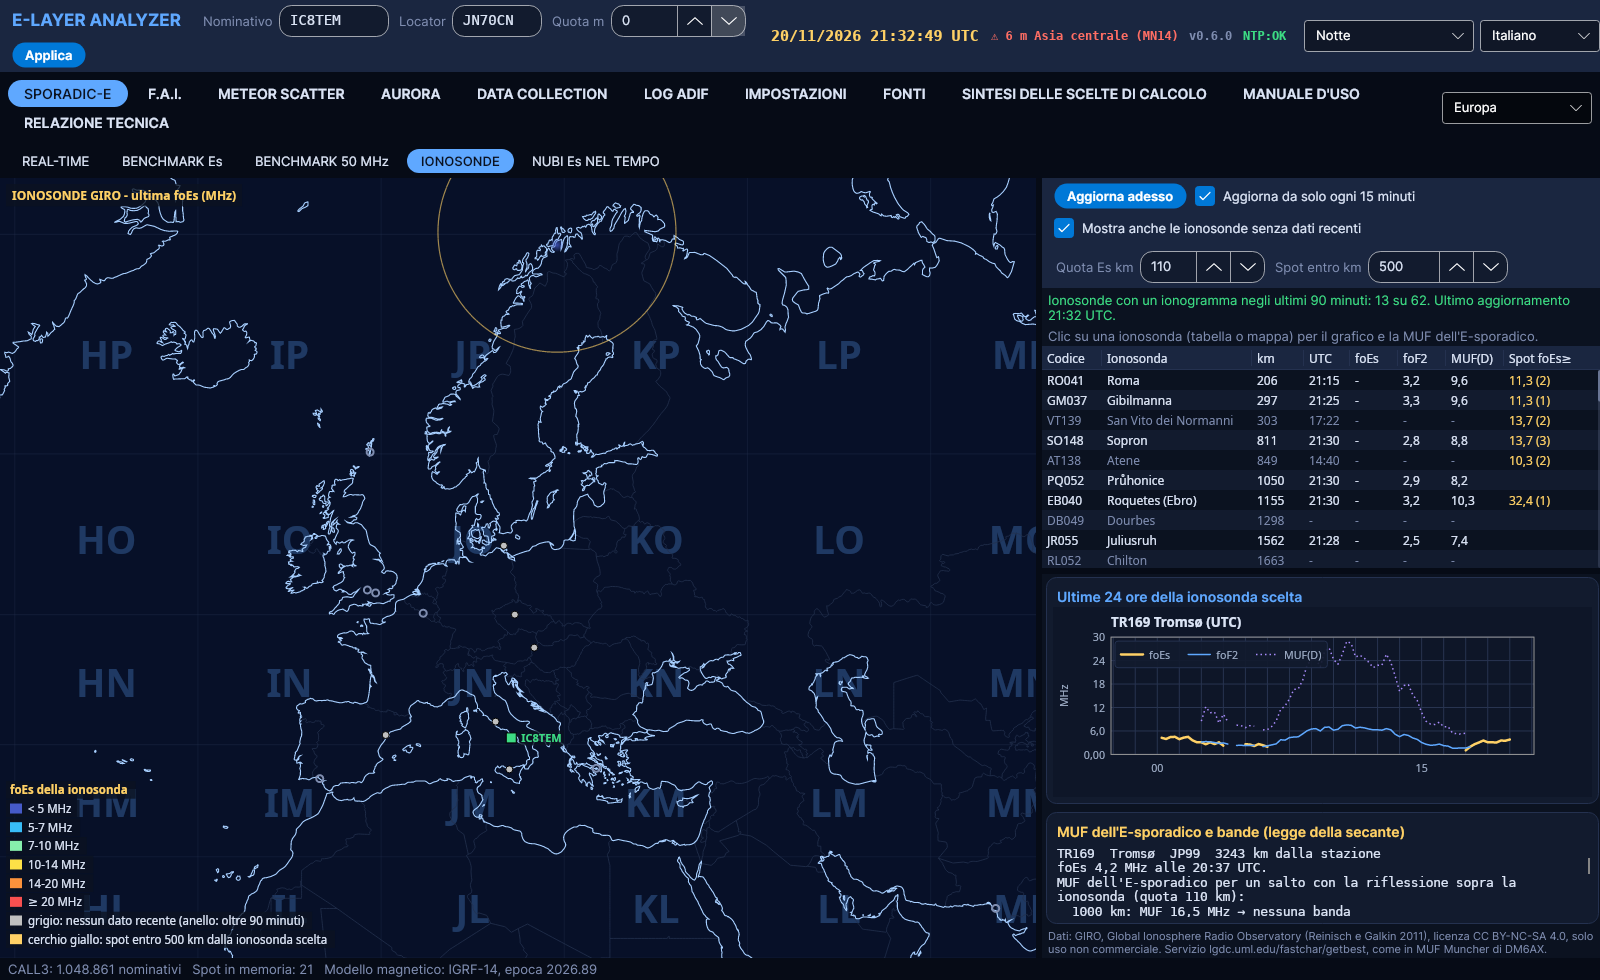 E-LAYER ANALYZER
Nominativo IC8TEM Locator JN70CN Quota m 0
20/11/2026 21:32:49 UTC ⚠ 6 m Asia centrale (MN14) v0.6.0 NTP:OK Notte Italiano
Applica
SPORADIC-E F.A.I. METEOR SCATTER AURORA DATA COLLECTION LOG ADIF IMPOSTAZIONI FONTI SINTESI DELLE SCELTE DI CALCOLO MANUALE D'USO
RELAZIONE TECNICA
Europa
REAL-TIME BENCHMARK Es BENCHMARK 50 MHz IONOSONDE NUBI Es NEL TEMPO
IONOSONDE GIRO - ultima foEs (MHz)
HP IP JP KP LP
HO IO KO LO
HN IN JN KN LN
HM IM JM KM LM
JL KL
IC8TEM
foEs della ionosonda
< 5 MHz
5-7 MHz
7-10 MHz
10-14 MHz
14-20 MHz
≥ 20 MHz
grigio: nessun dato recente (anello: oltre 90 minuti)
cerchio giallo: spot entro 500 km dalla ionosonda scelta
Aggiorna adesso Aggiorna da solo ogni 15 minuti
Mostra anche le ionosonde senza dati recenti
Quota Es km 110 Spot entro km 500
Ionosonde con un ionogramma negli ultimi 90 minuti: 13 su 62. Ultimo aggiornamento
21:32 UTC.
Clic su una ionosonda (tabella o mappa) per il grafico e la MUF dell'E-sporadico.
Codice Ionosonda km UTC foEs foF2 MUF(D) Spot foEs≥
RO041 Roma 206 21:15 - 3,2 9,6 11,3 (2)
GM037 Gibilmanna 297 21:25 - 3,3 9,6 11,3 (1)
VT139 San Vito dei Normanni 303 17:22 - - - 13,7 (2)
SO148 Sopron 811 21:30 - 2,8 8,8 13,7 (3)
AT138 Atene 849 14:40 - - - 10,3 (2)
PQ052 Průhonice 1050 21:30 - 2,9 8,2
EB040 Roquetes (Ebro) 1155 21:30 - 3,2 10,3 32,4 (1)
DB049 Dourbes 1298 - - - -
JR055 Juliusruh 1562 21:28 - 2,5 7,4
RL052 Chilton 1663 - - - -
Ultime 24 ore della ionosonda scelta
TR169 Tromsø (UTC)
foEs foF2 MUF(D)
MHz
30
24
18
12
6,0
0,00
00 15
MUF dell'E-sporadico e bande (legge della secante)
TR169 Tromsø JP99 3243 km dalla stazione
foEs 4,2 MHz alle 20:37 UTC.
MUF dell'E-sporadico per un salto con la riflessione sopra la
ionosonda (quota 110 km):
1000 km: MUF 16,5 MHz → nessuna banda
Dati: GIRO, Global Ionosphere Radio Observatory (Reinisch e Galkin 2011), licenza CC BY-NC-SA 4.0, solo
uso non commerciale. Servizio lgdc.uml.edu/fastchar/getbest, come in MUF Muncher di DM6AX.
CALL3: 1.048.861 nominativi Spot in memoria: 21 Modello magnetico: IGRF-14, epoca 2026.89